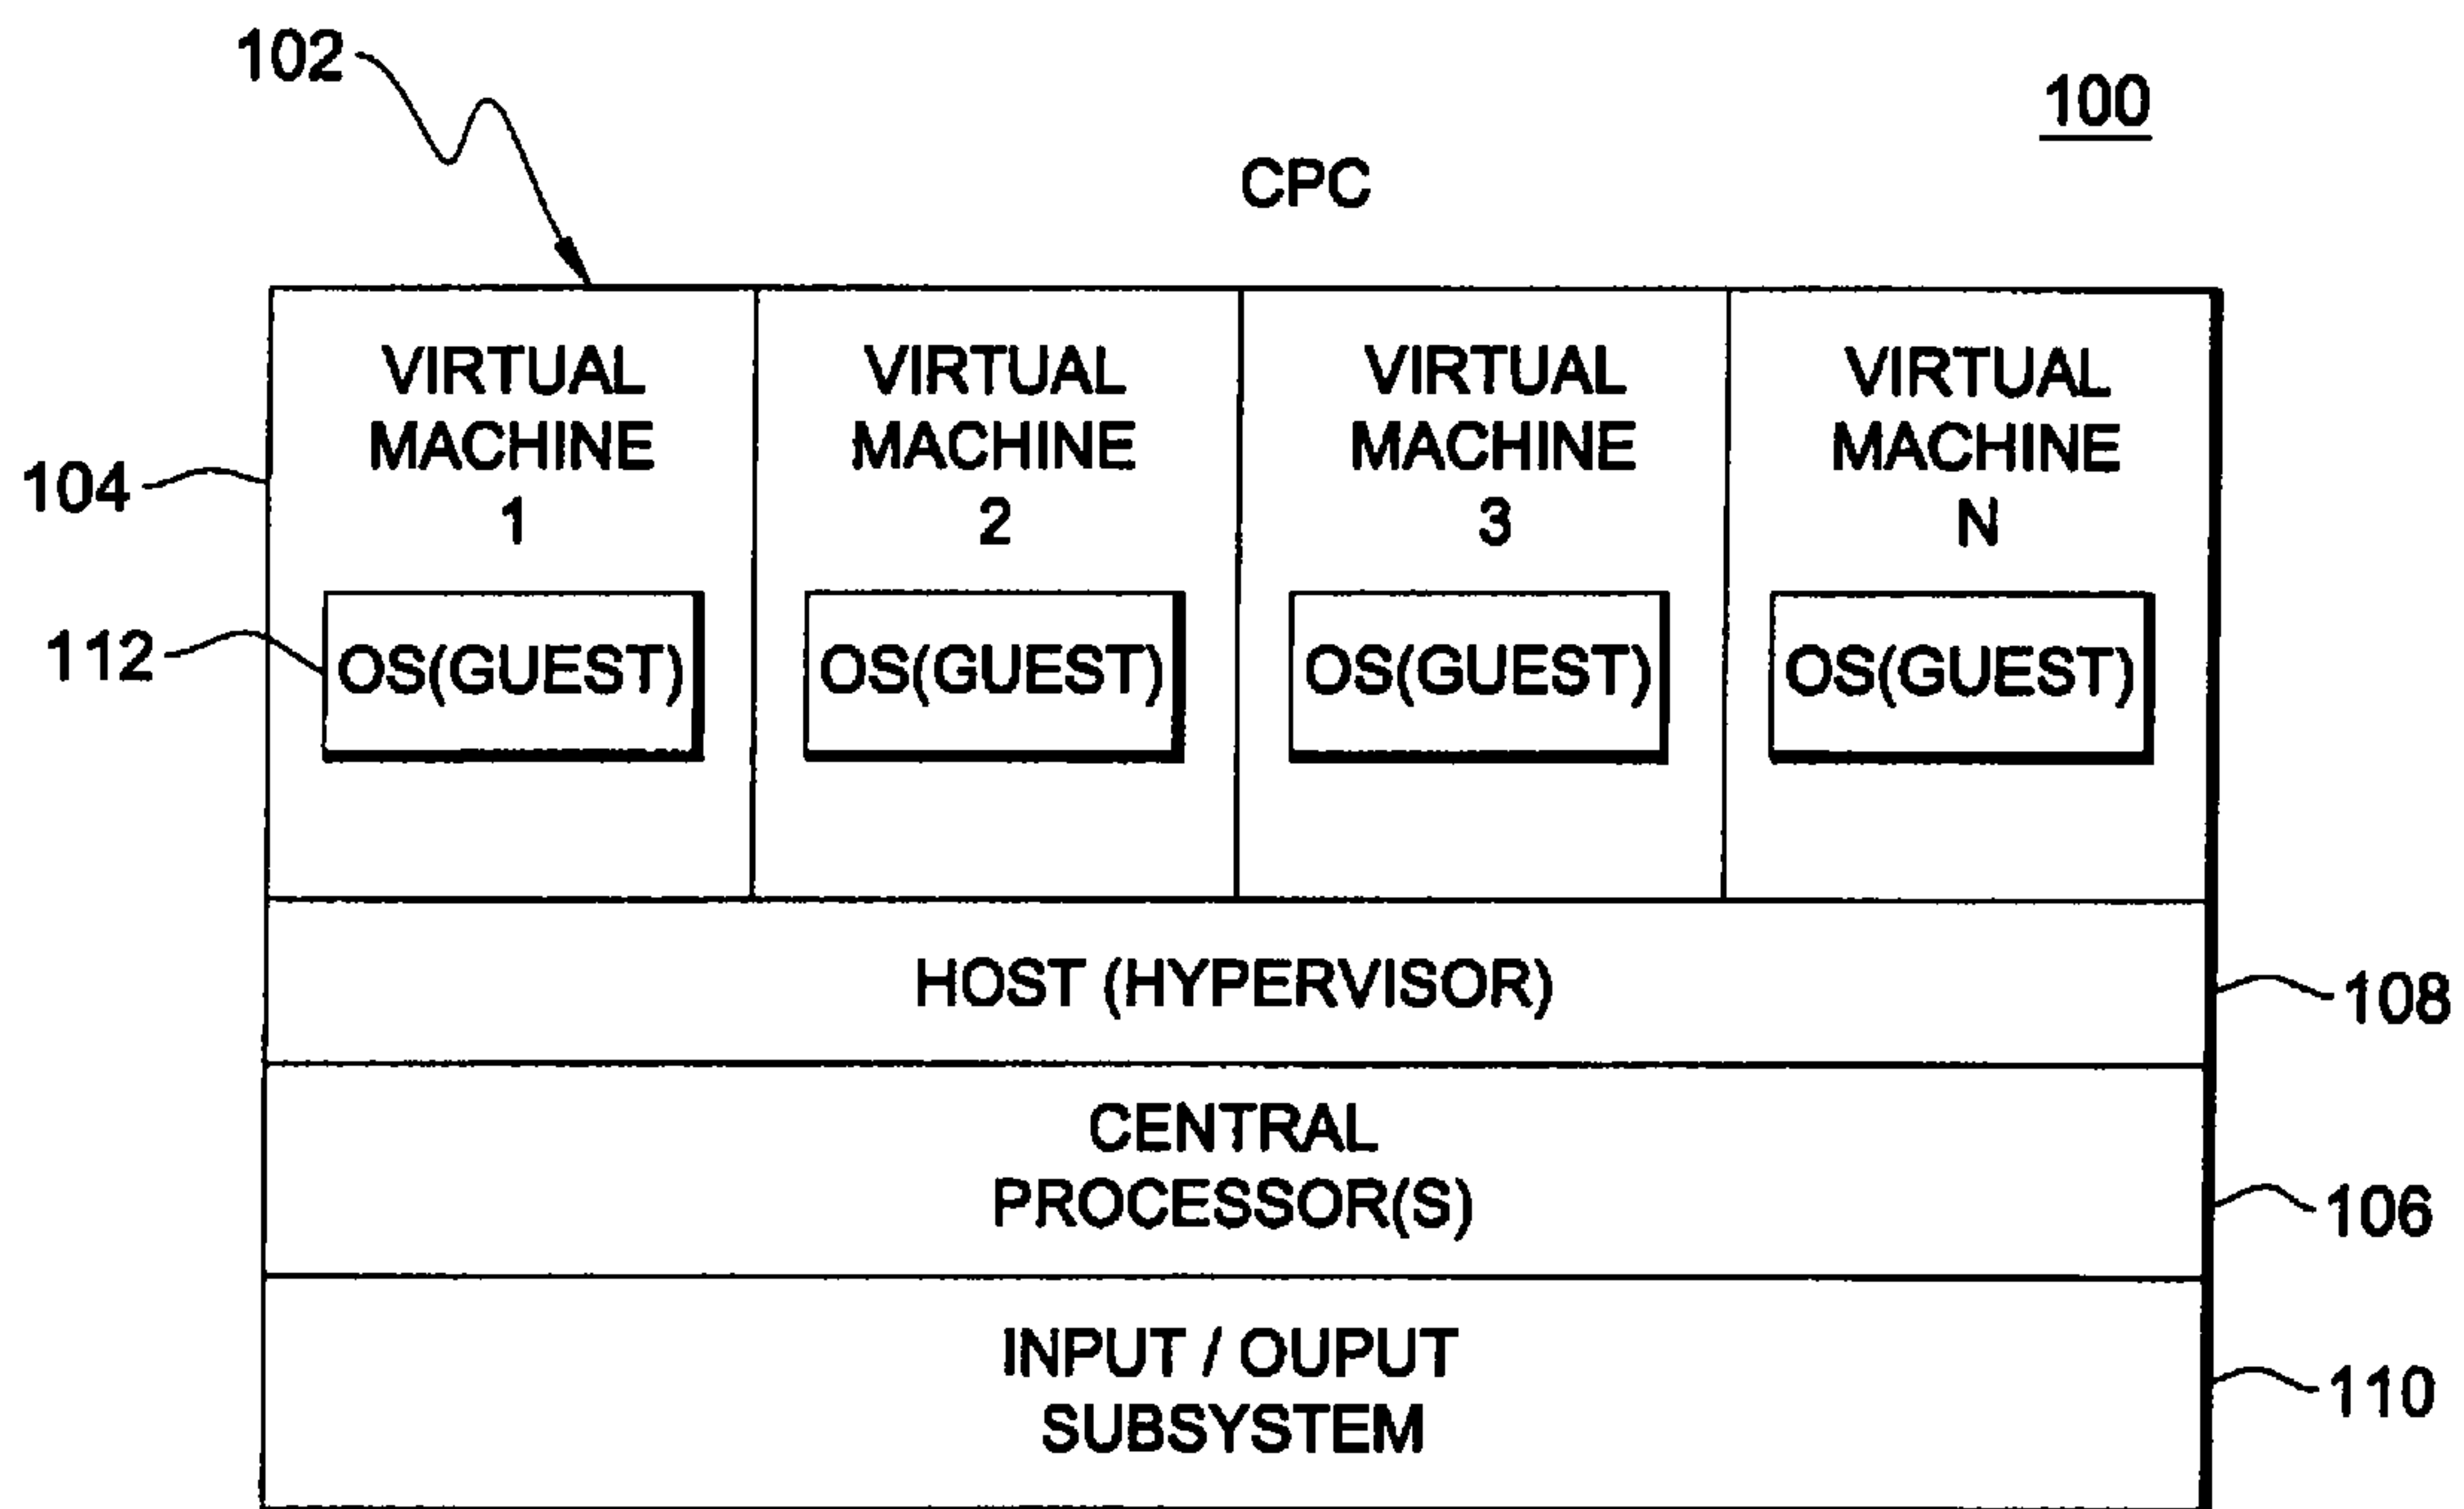 102
100
CPC
VIRTUAL
MACHINE
1
VIRTUAL
MACHINE
2
VIRTUAL
MACHINE
3
VIRTUAL
MACHINE
N
104
112
OS(GUEST)
OS(GUEST)
OS(GUEST)
OS(GUEST)
HOST (HYPERVISOR)
108
CENTRAL
PROCESSOR(S)
106
INPUT / OUPUT
SUBSYSTEM
110